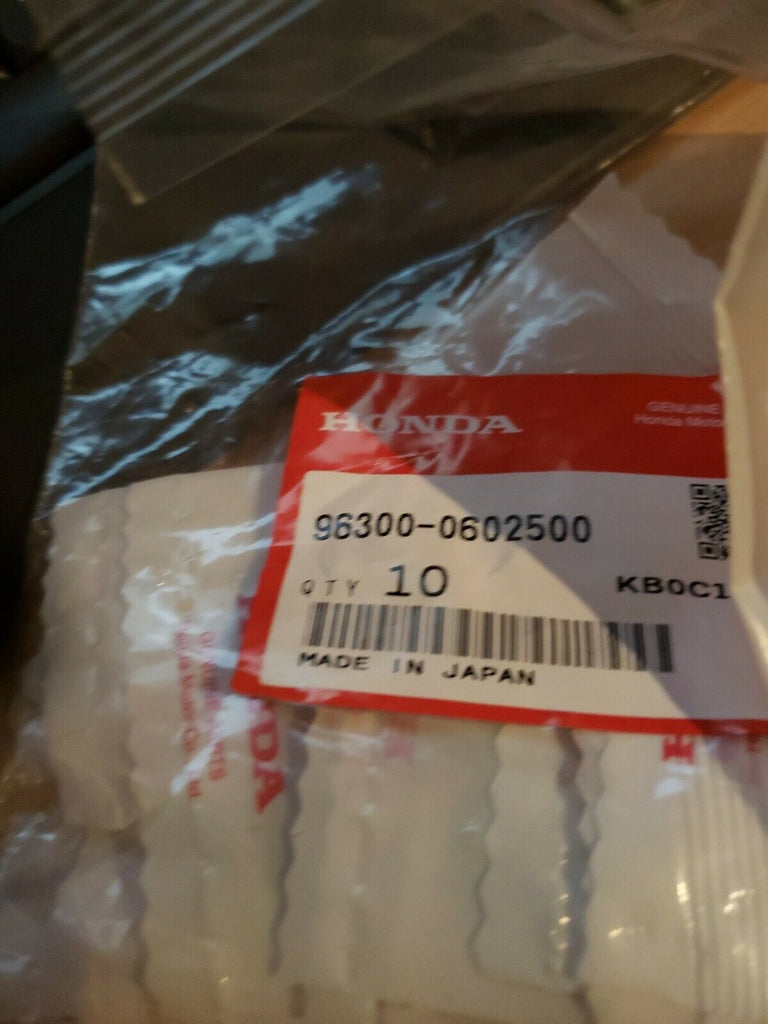 HONDA
GENUINE
Honda Moto
96300-0602500
QTY 10
KB0C1
MADE IN JAPAN